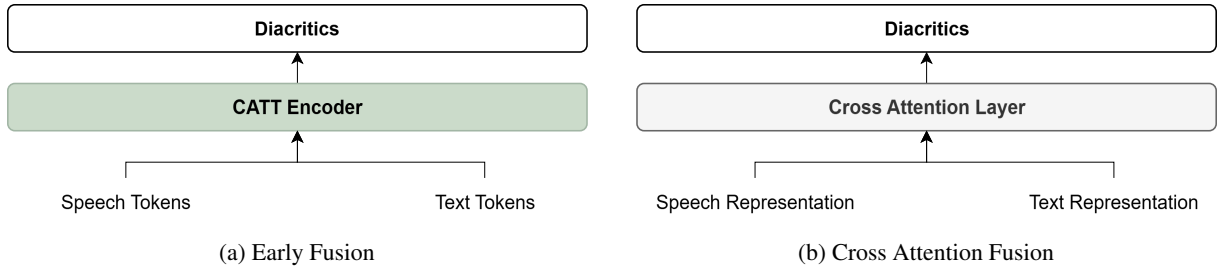 Diacritics
CATT Encoder
Speech Tokens
Text Tokens
(a) Early Fusion
Diacritics
Cross Attention Layer
Speech Representation
Text Representation
(b) Cross Attention Fusion